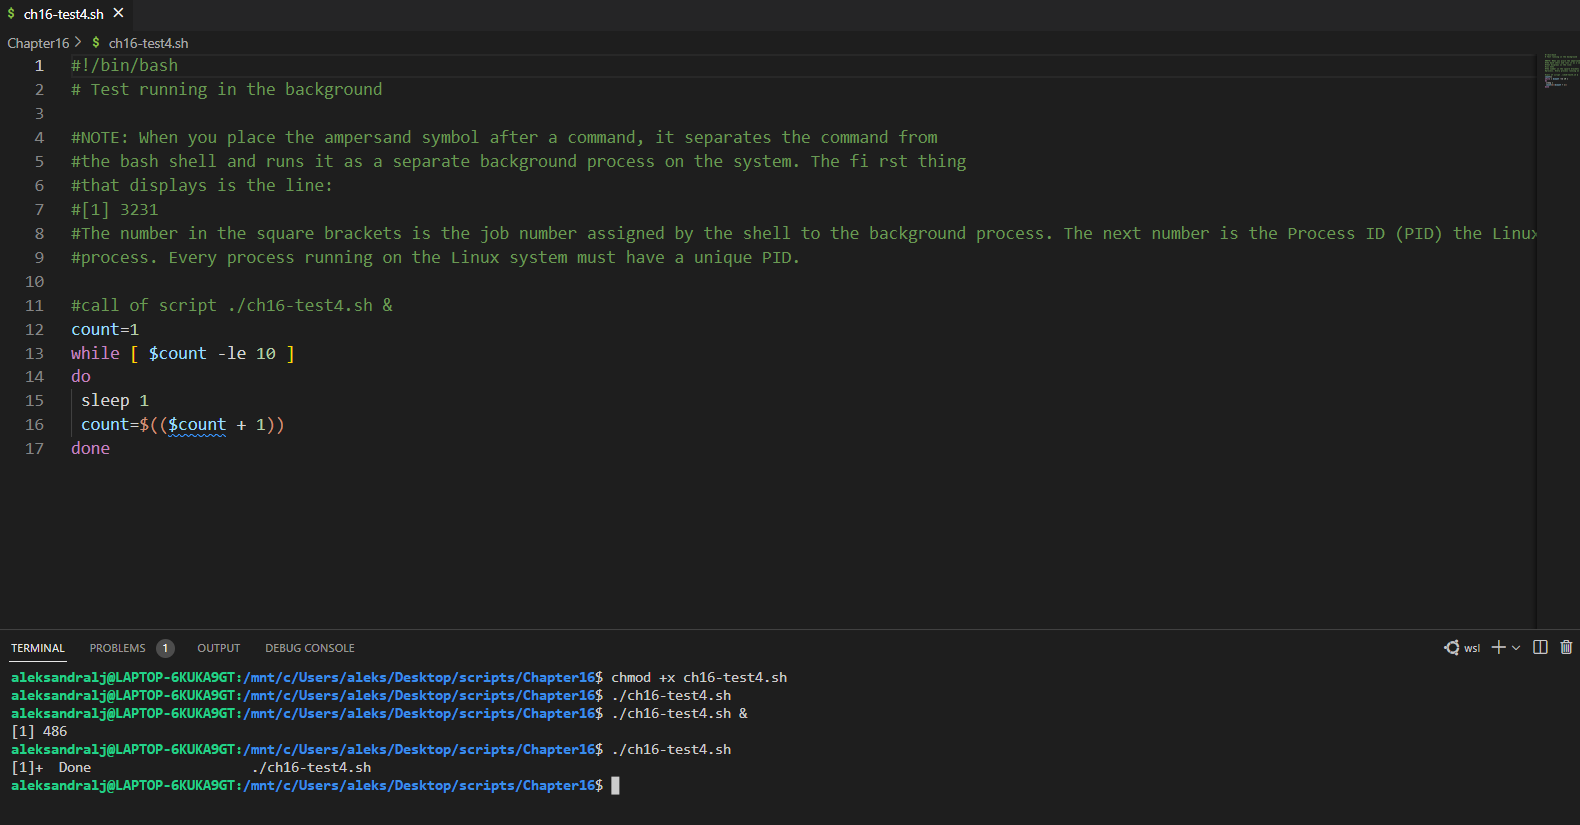 $ ch16-test4.sh ✕
Chapter16 > $ ch16-test4.sh
1 #!/bin/bash
2 # Test running in the background
3
4 #NOTE: When you place the ampersand symbol after a command, it separates the command from
5 #the bash shell and runs it as a separate background process on the system. The fi rst thing
6 #that displays is the line:
7 #[1] 3231
8 #The number in the square brackets is the job number assigned by the shell to the background process. The next number is the Process ID (PID) the Linux
9 #process. Every process running on the Linux system must have a unique PID.
10
11 #call of script ./ch16-test4.sh &
12 count=1
13 while [ $count -le 10 ]
14 do
15 sleep 1
16 count=$(($count + 1))
17 done
TERMINAL PROBLEMS 1 OUTPUT DEBUG CONSOLE wsl
aleksandralj@LAPTOP-6KUKA9GT:/mnt/c/Users/aleks/Desktop/scripts/Chapter16$ chmod +x ch16-test4.sh
aleksandralj@LAPTOP-6KUKA9GT:/mnt/c/Users/aleks/Desktop/scripts/Chapter16$ ./ch16-test4.sh
aleksandralj@LAPTOP-6KUKA9GT:/mnt/c/Users/aleks/Desktop/scripts/Chapter16$ ./ch16-test4.sh &
[1] 486
aleksandralj@LAPTOP-6KUKA9GT:/mnt/c/Users/aleks/Desktop/scripts/Chapter16$ ./ch16-test4.sh
[1]+ Done ./ch16-test4.sh
aleksandralj@LAPTOP-6KUKA9GT:/mnt/c/Users/aleks/Desktop/scripts/Chapter16$